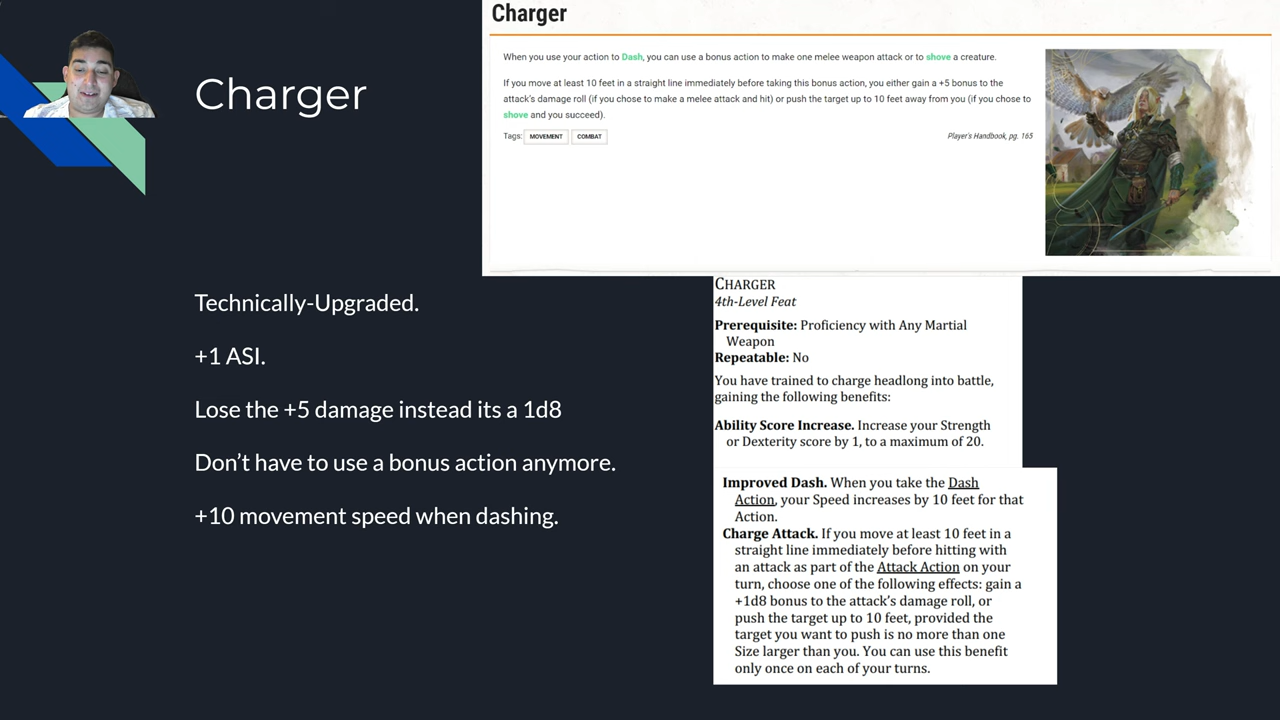 Charger
Technically-Upgraded.
+1 ASI.
Lose the +5 damage instead its a 1d8
Don’t have to use a bonus action anymore.
+10 movement speed when dashing.
Charger
When you use your action to Dash, you can use a bonus action to make one melee weapon attack or to shove a creature.
If you move at least 10 feet in a straight line immediately before taking this bonus action, you either gain a +5 bonus to the
attack's damage roll (if you chose to make a melee attack and hit) or push the target up to 10 feet away from you (if you chose to
shove and you succeed).
Tags: MOVEMENT COMBAT Player's Handbook, pg. 165
CHARGER
4th-Level Feat
Prerequisite: Proficiency with Any Martial
Weapon
Repeatable: No
You have trained to charge headlong into battle,
gaining the following benefits:
Ability Score Increase. Increase your Strength
or Dexterity score by 1, to a maximum of 20.
Improved Dash. When you take the Dash
Action, your Speed increases by 10 feet for that
Action.
Charge Attack. If you move at least 10 feet in a
straight line immediately before hitting with
an attack as part of the Attack Action on your
turn, choose one of the following effects: gain a
+1d8 bonus to the attack’s damage roll, or
push the target up to 10 feet, provided the
target you want to push is no more than one
Size larger than you. You can use this benefit
only once on each of your turns.